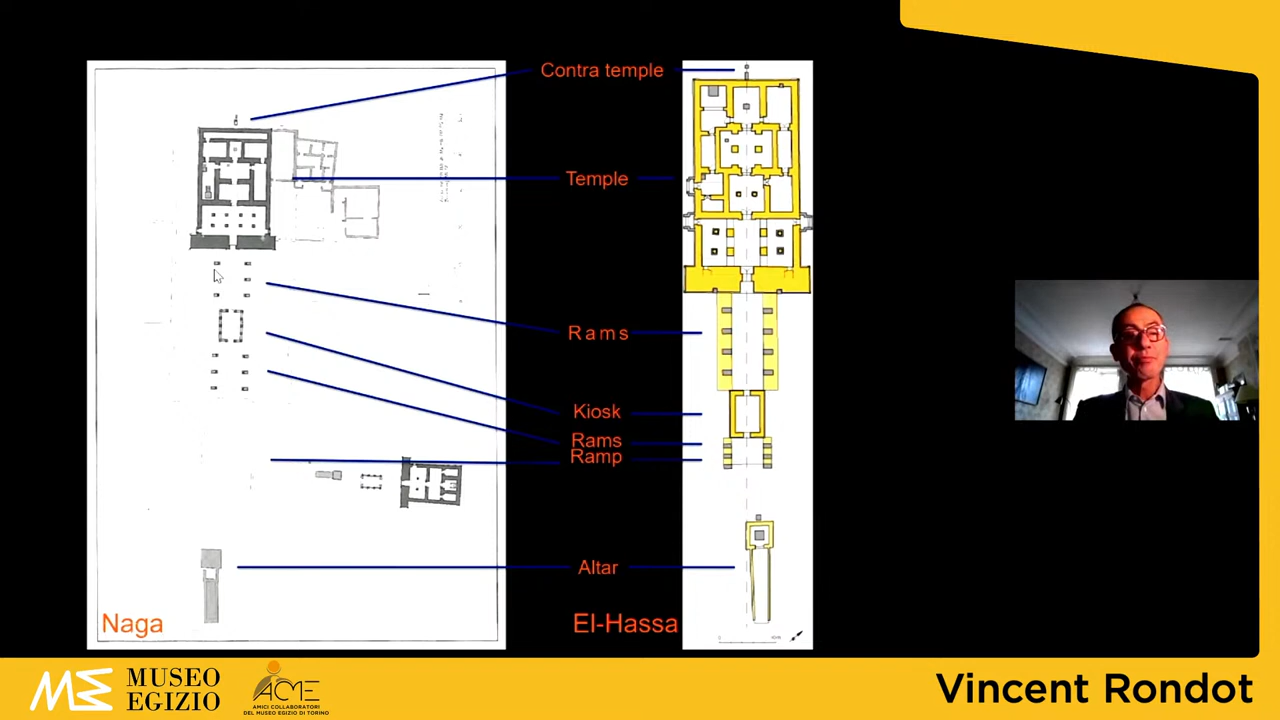 Contra temple
Temple
Rams
Kiosk
Rams
Ramp
Altar
Naga
El-Hassa
MUSEO
EGIZIO
ACME
AMICI COLLABORATORI
DEL MUSEO EGIZIO DI TORINO
Vincent Rondot